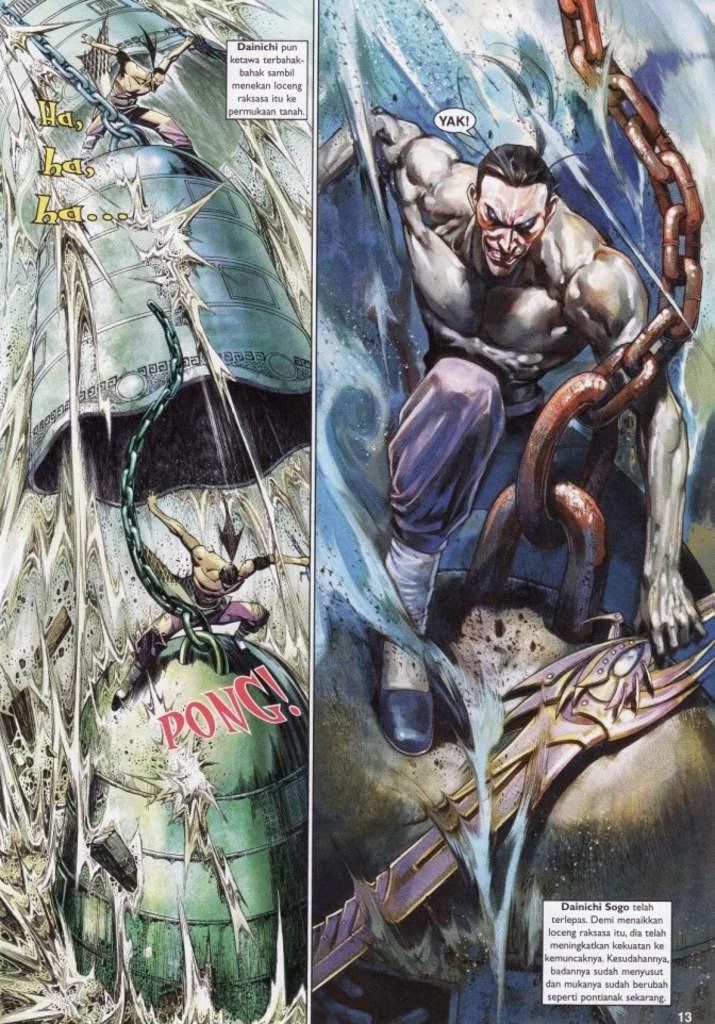 Dainichi pun
ketawa terbahak-
bahak sambil
menekan loceng
raksasa itu ke
permukaan tanah.
Ha,
ha,
ha...
PONG!
YAK!
Dainichi Sogo telah
terlepas. Demi menaikkan
loceng raksasa itu, dia telah
meningkatkan kekuatan ke
kemuncaknya. Kesudahannya,
badannya sudah menyusut
dan mukanya sudah berubah
seperti pontianak sekarang.
13